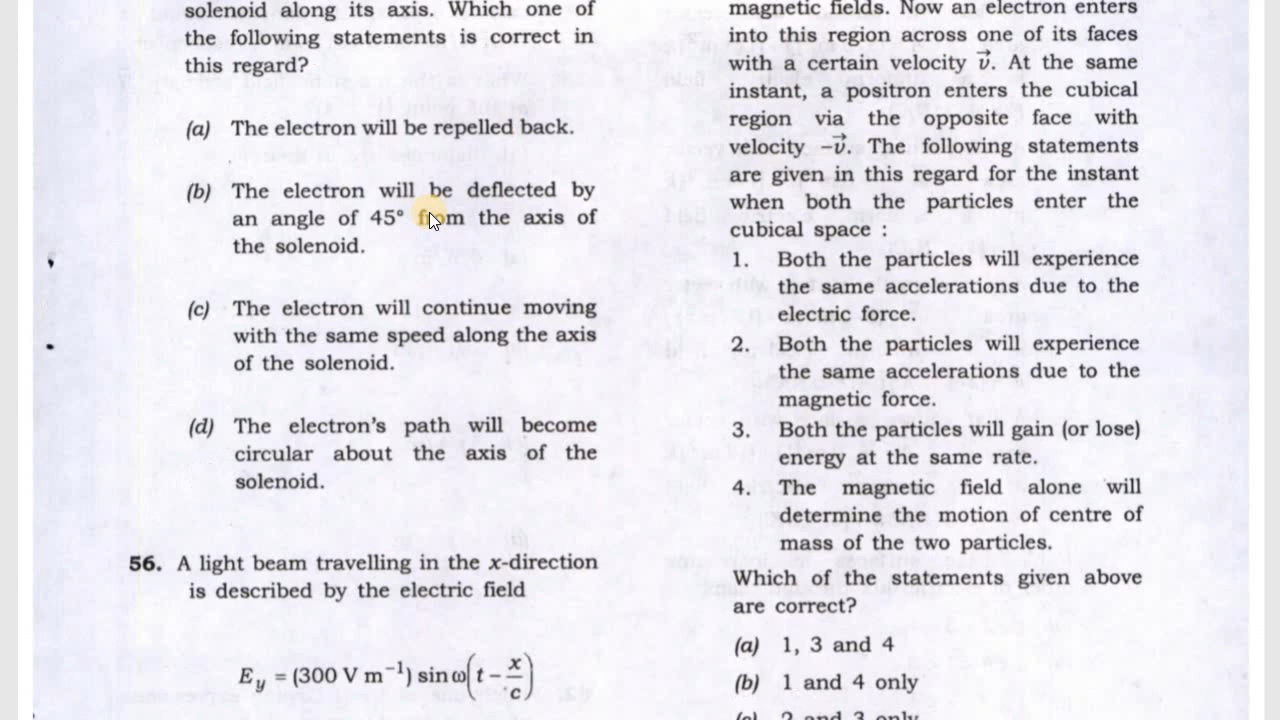 solenoid along its axis. Which one of
the following statements is correct in
this regard?
(a) The electron will be repelled back.
(b) The electron will be deflected by
an angle of 45° from the axis of
the solenoid.
(c) The electron will continue moving
with the same speed along the axis
of the solenoid.
(d) The electron's path will become
circular about the axis of the
solenoid.
56. A light beam travelling in the x-direction
is described by the electric field
E_y = (300 V m⁻¹) sin ω(t − x/c)
magnetic fields. Now an electron enters
into this region across one of its faces
with a certain velocity v⃗. At the same
instant, a positron enters the cubical
region via the opposite face with
velocity −v⃗. The following statements
are given in this regard for the instant
when both the particles enter the
cubical space :
1. Both the particles will experience
the same accelerations due to the
electric force.
2. Both the particles will experience
the same accelerations due to the
magnetic force.
3. Both the particles will gain (or lose)
energy at the same rate.
4. The magnetic field alone will
determine the motion of centre of
mass of the two particles.
Which of the statements given above
are correct?
(a) 1, 3 and 4
(b) 1 and 4 only
(c) 2 and 3 only